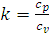 k = c_p / c_v